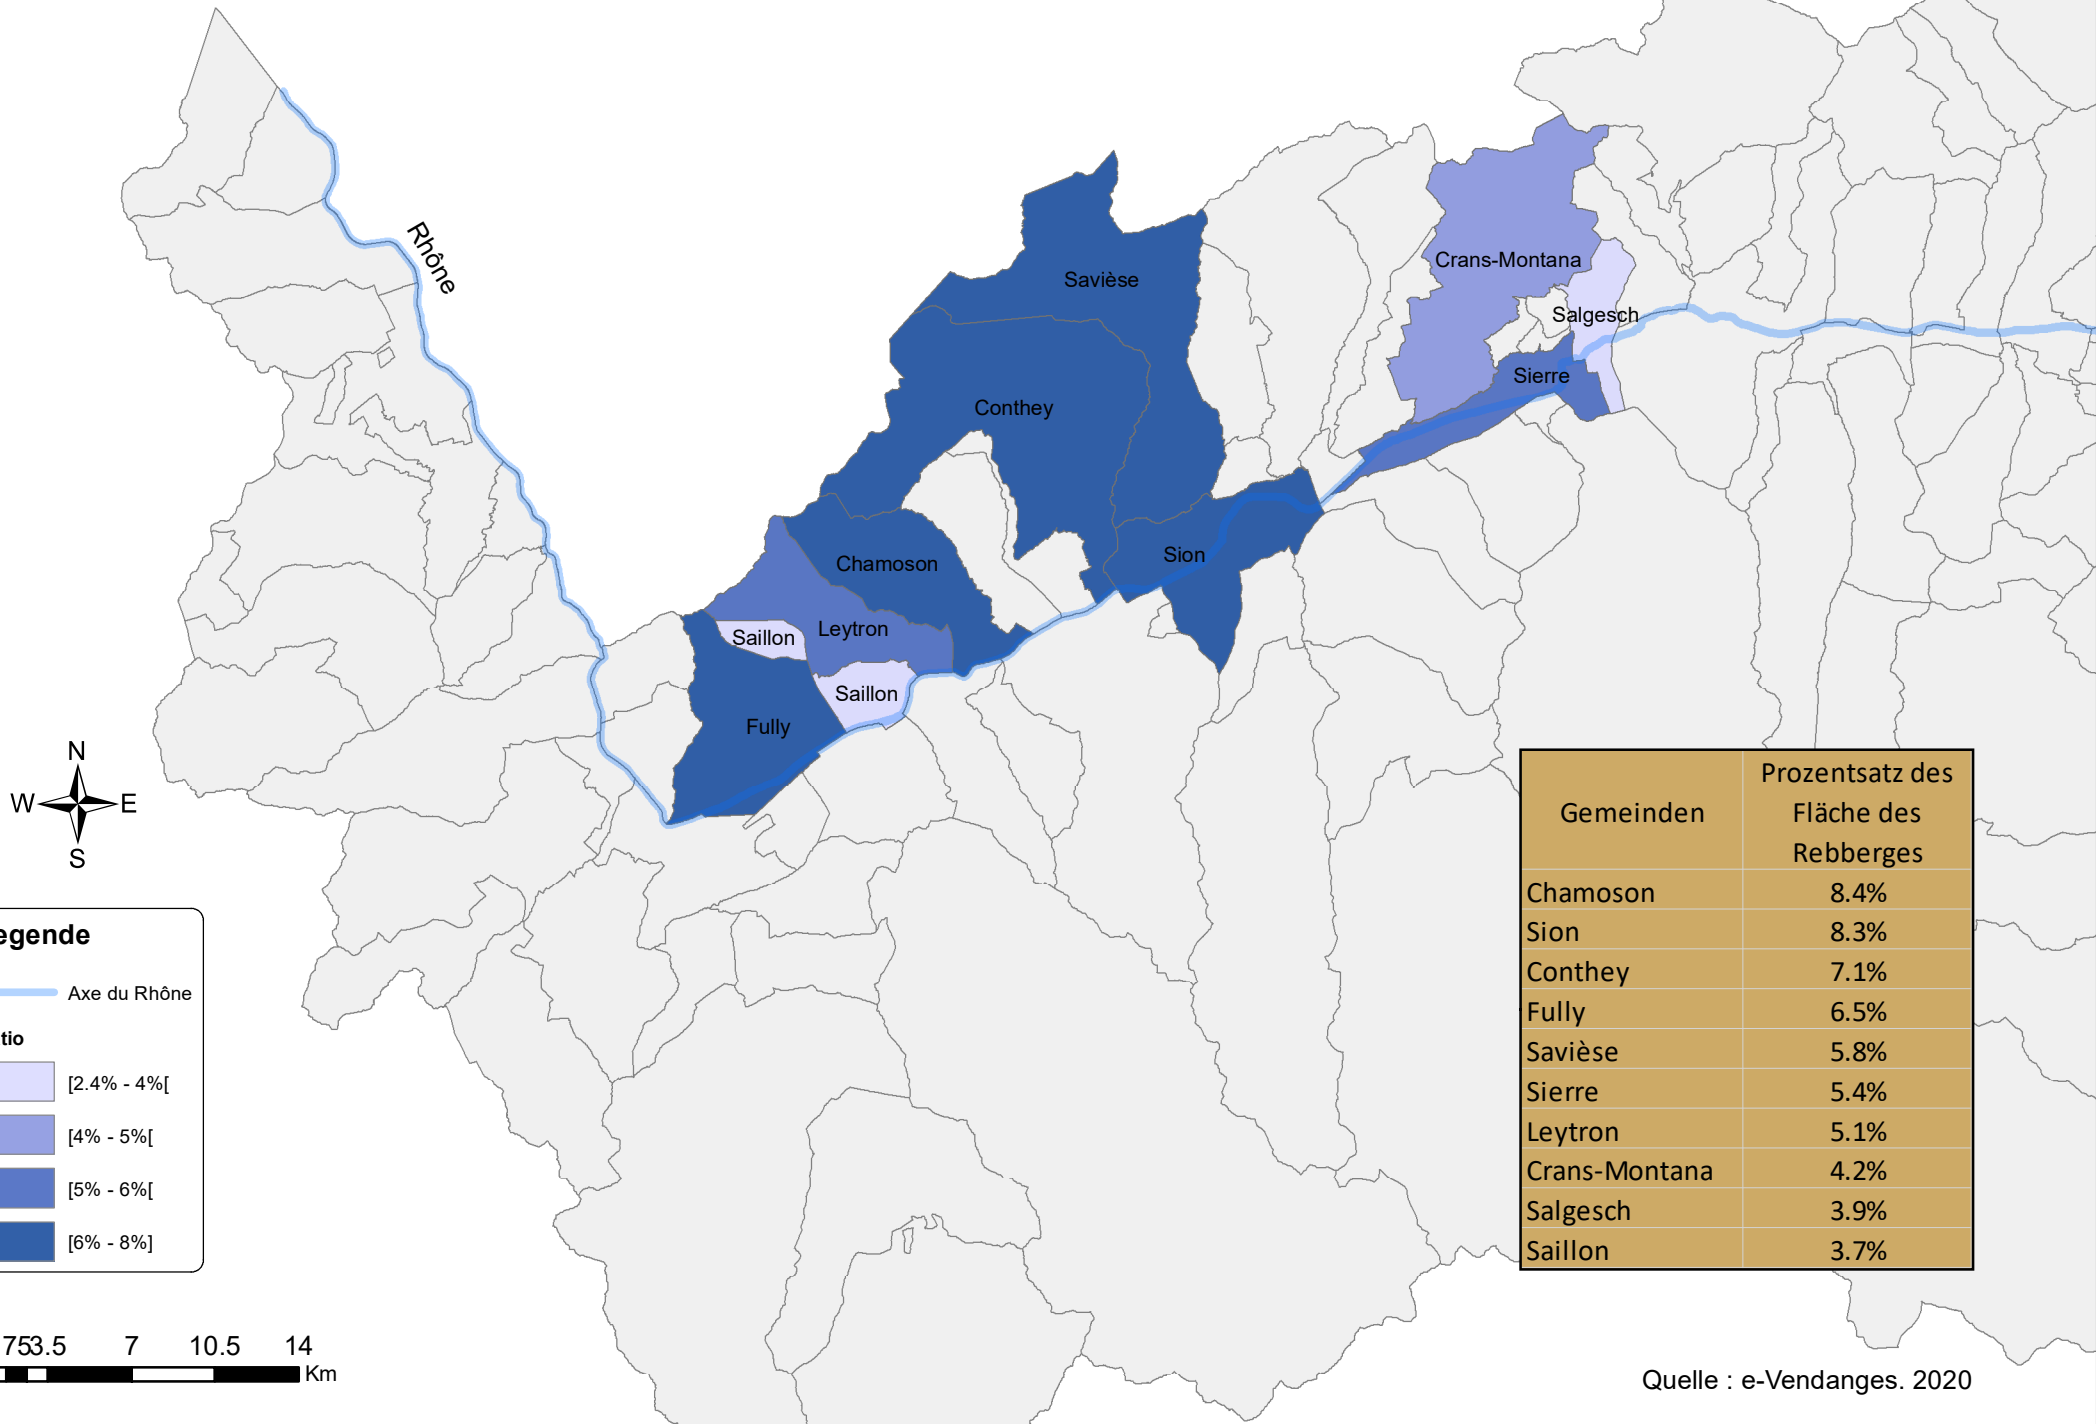 Rhône
Savièse
Crans-Montana
Salgesch
Sierre
Conthey
Sion
Chamoson
Leytron
Saillon
Saillon
Fully
N
W E
S
egende
Axe du Rhône
tio
[2.4% - 4%[
[4% - 5%[
[5% - 6%[
[6% - 8%]
753.5 7 10.5 14
Km
Gemeinden Prozentsatz des
Fläche des
Rebberges
Chamoson 8.4%
Sion 8.3%
Conthey 7.1%
Fully 6.5%
Savièse 5.8%
Sierre 5.4%
Leytron 5.1%
Crans-Montana 4.2%
Salgesch 3.9%
Saillon 3.7%
Quelle : e-Vendanges. 2020